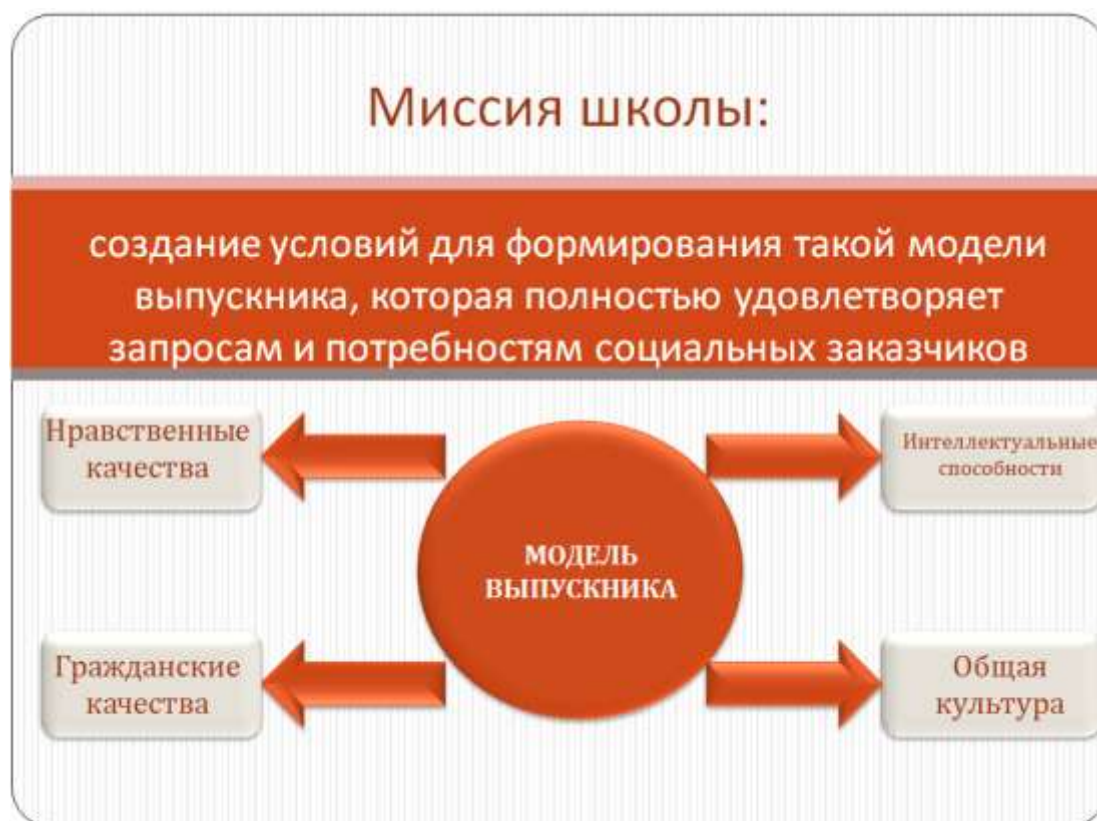 Миссия школы:
создание условий для формирования такой модели
выпускника, которая полностью удовлетворяет
запросам и потребностям социальных заказчиков
Нравственные
качества
Интеллектуальные
способности
МОДЕЛЬ
ВЫПУСКНИКА
Гражданские
качества
Общая
культура